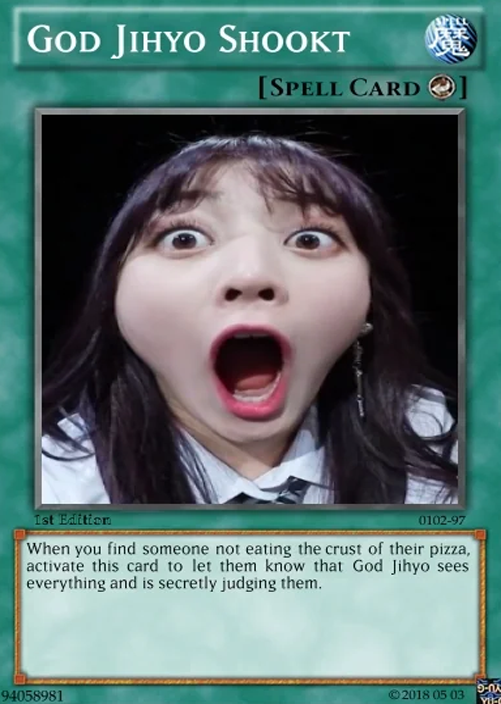 God Jihyo Shookt
[Spell Card]
1st Edition 0102-97
When you find someone not eating the crust of their pizza,
activate this card to let them know that God Jihyo sees
everything and is secretly judging them.
94058981 ©2018 05 03